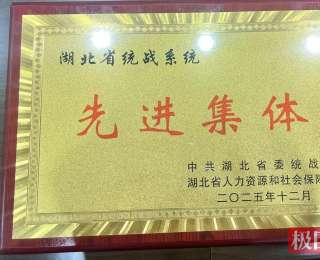 湖北省统战系统
先进集体
中共湖北省委统战
湖北省人力资源和社会保障
二〇二五年十二月
极目